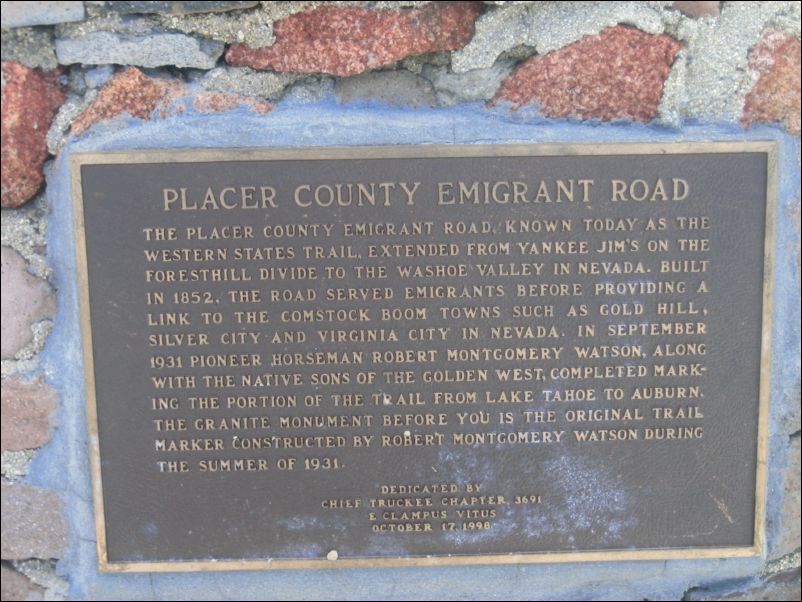 PLACER COUNTY EMIGRANT ROAD
THE PLACER COUNTY EMIGRANT ROAD, KNOWN TODAY AS THE
WESTERN STATES TRAIL, EXTENDED FROM YANKEE JIM'S ON THE
FORESTHILL DIVIDE TO THE WASHOE VALLEY IN NEVADA. BUILT
IN 1852, THE ROAD SERVED EMIGRANTS BEFORE PROVIDING A
LINK TO THE COMSTOCK BOOM TOWNS SUCH AS GOLD HILL,
SILVER CITY AND VIRGINIA CITY IN NEVADA. IN SEPTEMBER
1931 PIONEER HORSEMAN ROBERT MONTGOMERY WATSON, ALONG
WITH THE NATIVE SONS OF THE GOLDEN WEST, COMPLETED MARK-
ING THE PORTION OF THE TRAIL FROM LAKE TAHOE TO AUBURN.
THE GRANITE MONUMENT BEFORE YOU IS THE ORIGINAL TRAIL
MARKER CONSTRUCTED BY ROBERT MONTGOMERY WATSON DURING
THE SUMMER OF 1931.
DEDICATED BY
CHIEF TRUCKEE CHAPTER, 3691
E CLAMPUS VITUS
OCTOBER 17, 1998